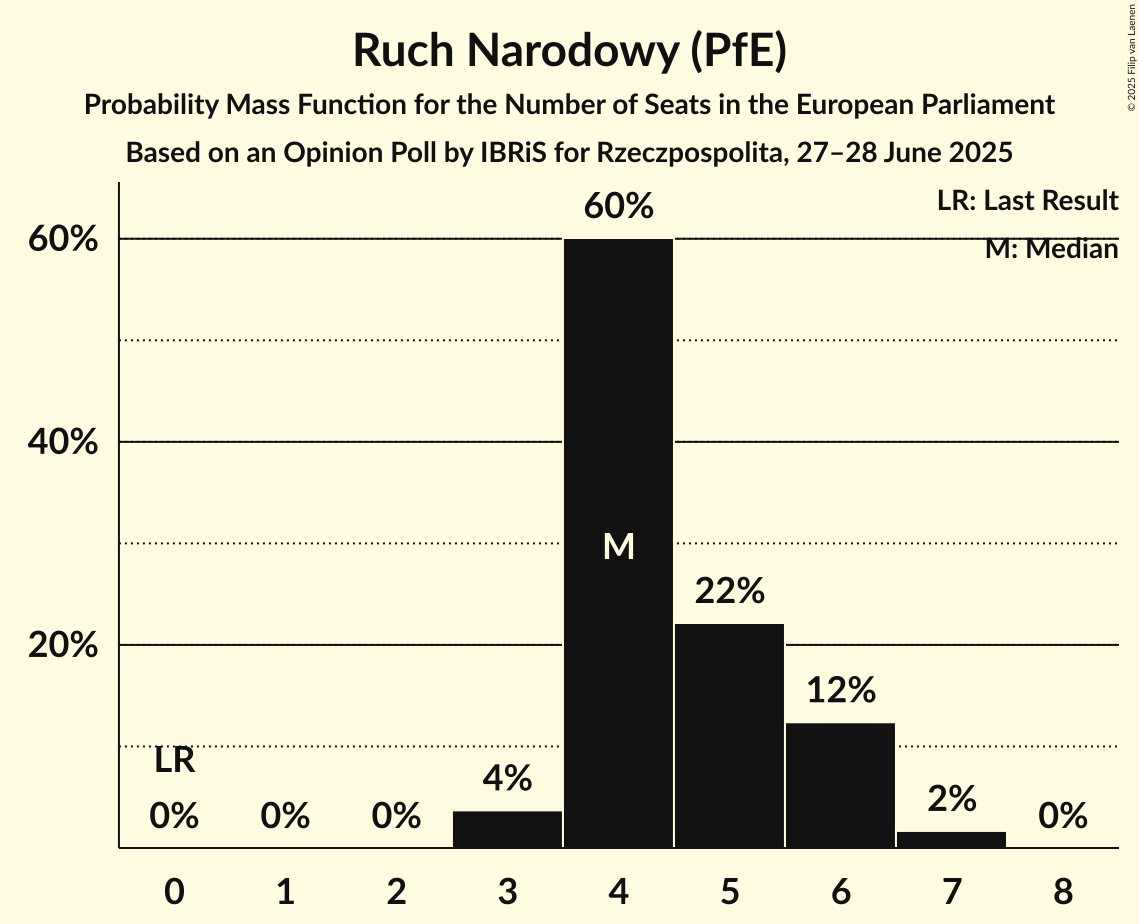 Ruch Narodowy (PfE)
Probability Mass Function for the Number of Seats in the European Parliament
Based on an Opinion Poll by IBRiS for Rzeczpospolita, 27–28 June 2025
© 2025 Filip van Laenen
LR: Last Result
M: Median
60%
40%
20%
LR
0%
0%
0%
4%
60%
M
22%
12%
2%
0%
0
1
2
3
4
5
6
7
8